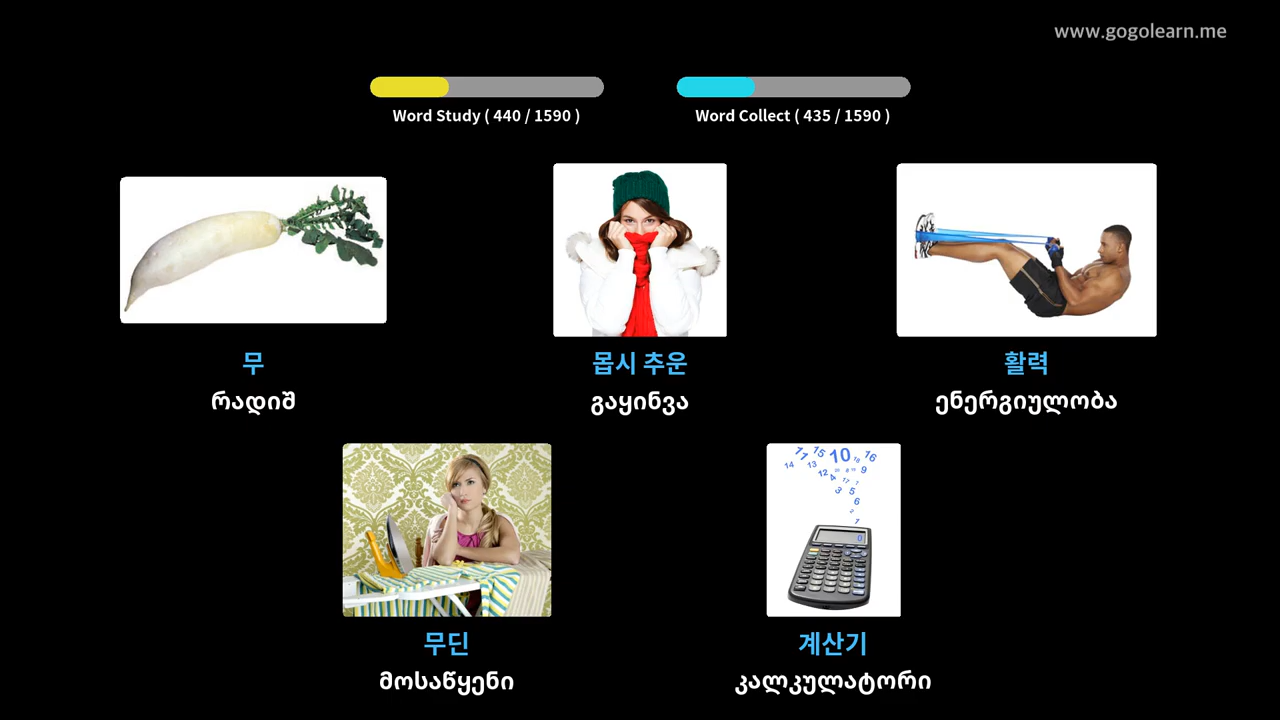 www.gogolearn.me
Word Study ( 440 / 1590 )
Word Collect ( 435 / 1590 )
무
რადიშ
몹시 추운
გაყინვა
활력
ენერგიულობა
무딘
მოსაწყენი
계산기
კალკულატორი